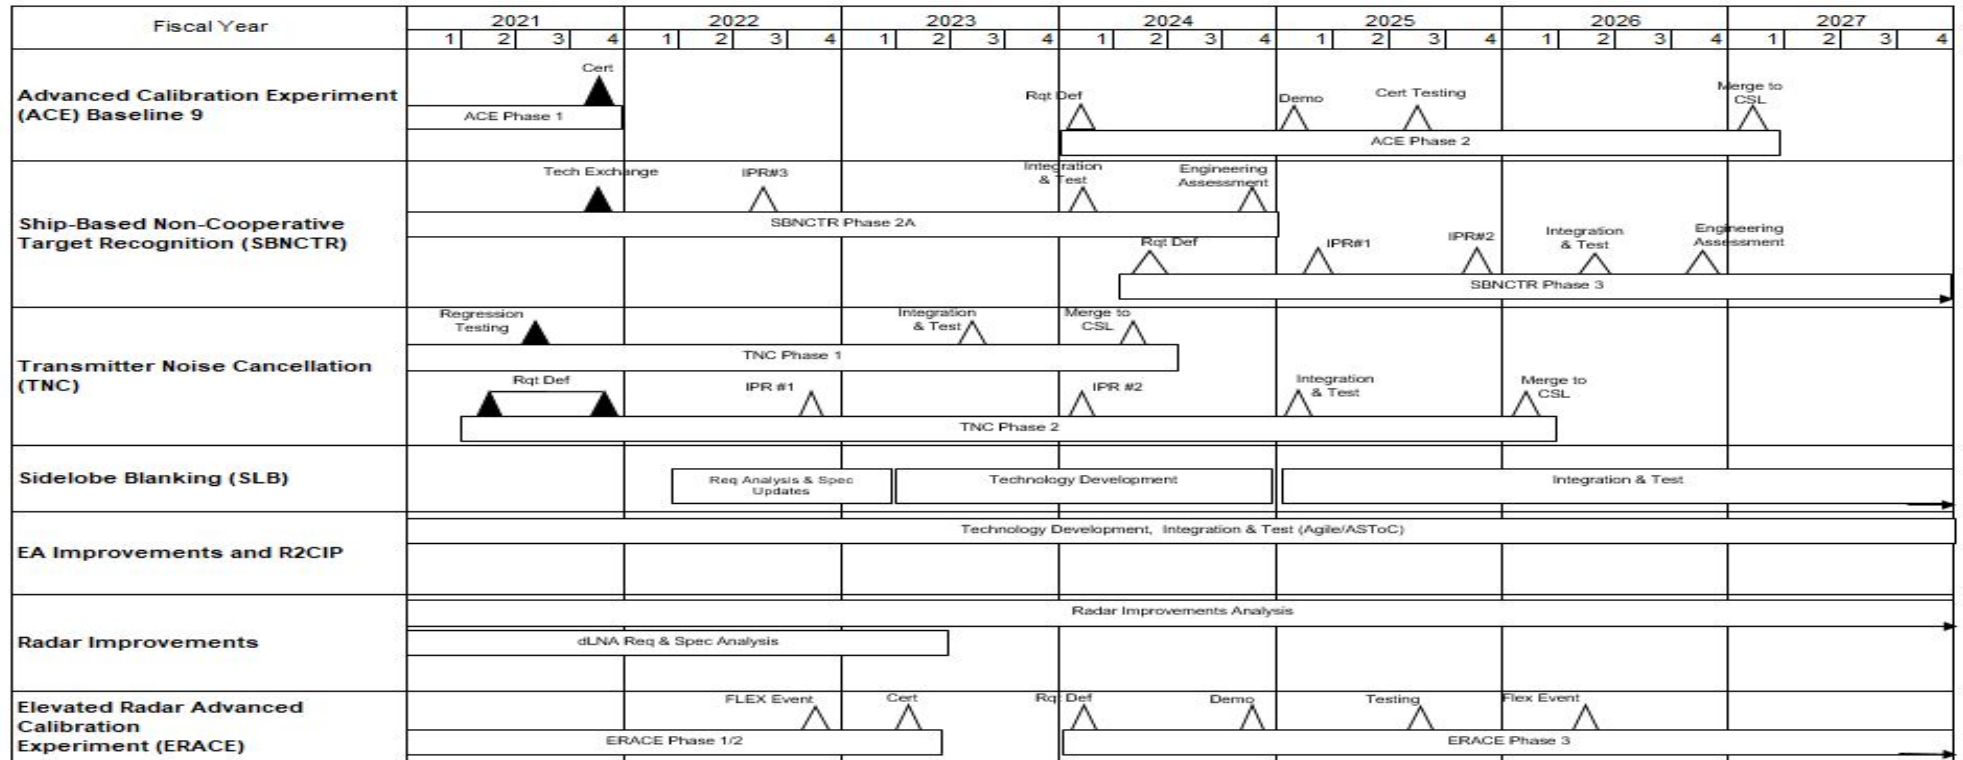 Fiscal Year
2021 2022 2023 2024 2025 2026 2027
1 2 3 4 1 2 3 4 1 2 3 4 1 2 3 4 1 2 3 4 1 2 3 4 1 2 3 4
Advanced Calibration Experiment
(ACE) Baseline 9
Cert
ACE Phase 1
Rqt Def
Demo
Cert Testing
Merge to
CSL
ACE Phase 2
Ship-Based Non-Cooperative
Target Recognition (SBNCTR)
Tech Exchange
IPR#3
Integration
& Test
Engineering
Assessment
SBNCTR Phase 2A
Rqt Def
IPR#1
IPR#2
Integration
& Test
Engineering
Assessment
SBNCTR Phase 3
Transmitter Noise Cancellation
(TNC)
Regression
Testing
Integration
& Test
Merge to
CSL
TNC Phase 1
Rqt Def
IPR #1
IPR #2
Integration
& Test
Merge to
CSL
TNC Phase 2
Sidelobe Blanking (SLB)
Req Analysis & Spec
Updates
Technology Development
Integration & Test
EA Improvements and R2CIP
Technology Development, Integration & Test (Agile/ASToC)
Radar Improvements
Radar Improvements Analysis
dLNA Req & Spec Analysis
Elevated Radar Advanced
Calibration
Experiment (ERACE)
FLEX Event
Cert
Rqt Def
Demo
Testing
Flex Event
ERACE Phase 1/2
ERACE Phase 3